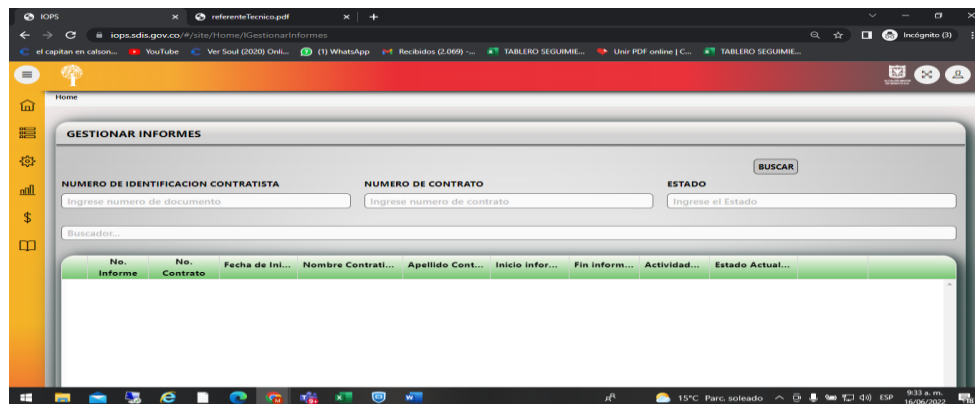 IOPS
referenteTecnico.pdf
iops.sdis.gov.co/#/site/Home/IGestionarInformes
Incógnito (3)
el capitan en calson...
YouTube
Ver Soul (2020) Onli...
(1) WhatsApp
Recibidos (2.069) -...
TABLERO SEGUIMIE...
Unir PDF online | C...
TABLERO SEGUIMIE...
Home
GESTIONAR INFORMES
BUSCAR
NUMERO DE IDENTIFICACION CONTRATISTA
NUMERO DE CONTRATO
ESTADO
Ingrese numero de documento
Ingrese numero de contrato
Ingrese el Estado
Buscador...
No. Informe
No. Contrato
Fecha de Ini...
Nombre Contrati...
Apellido Cont...
Inicio infor...
Fin inform...
Actividad...
Estado Actual...
15°C Parc. soleado
ESP
9:33 a. m.
16/06/2022